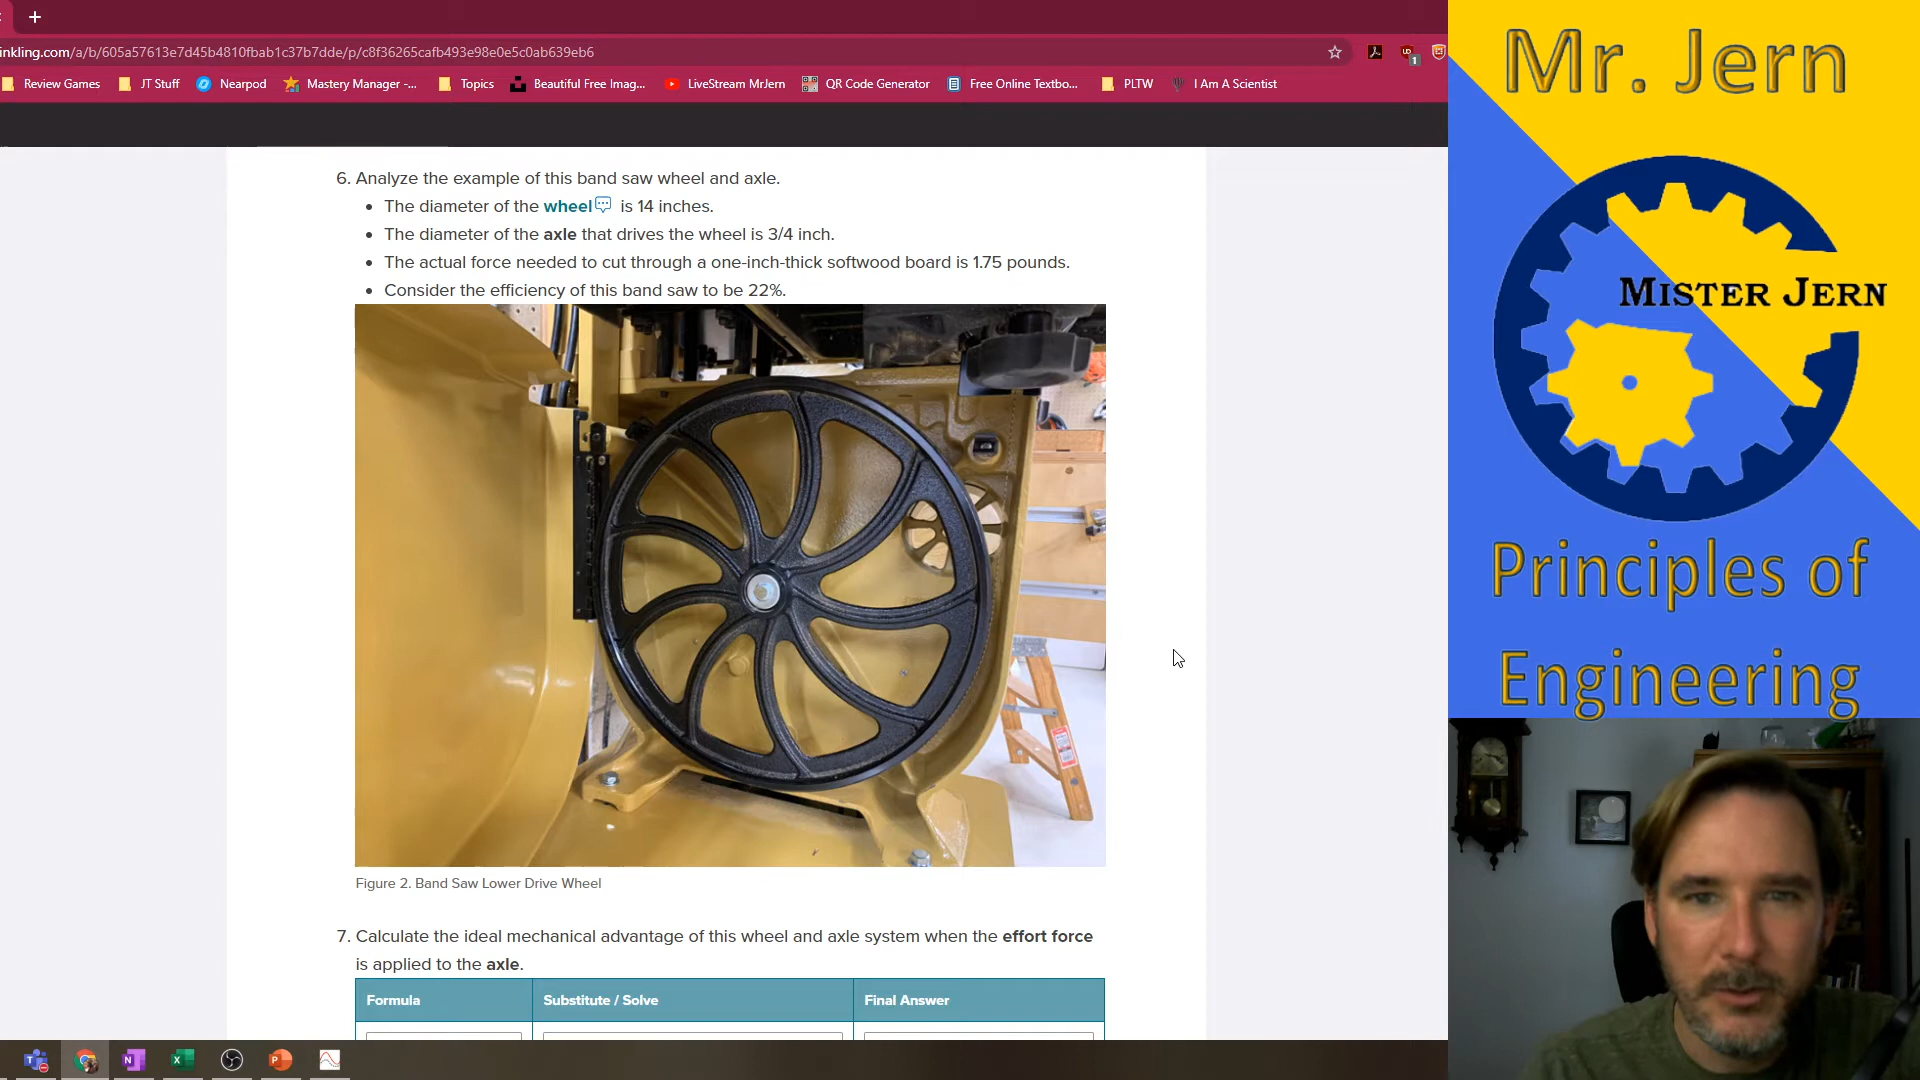 inkling.com/a/b/605a57613e7d45b4810fbab1c37b7dde/p/c8f36265cafb493e98e0e5c0ab639eb6
Review Games
JT Stuff
Nearpod
Mastery Manager -...
Topics
Beautiful Free Imag...
LiveStream MrJern
QR Code Generator
Free Online Textbo...
PLTW
I Am A Scientist
6. Analyze the example of this band saw wheel and axle.
• The diameter of the wheel is 14 inches.
• The diameter of the axle that drives the wheel is 3/4 inch.
• The actual force needed to cut through a one-inch-thick softwood board is 1.75 pounds.
• Consider the efficiency of this band saw to be 22%.
Figure 2. Band Saw Lower Drive Wheel
7. Calculate the ideal mechanical advantage of this wheel and axle system when the effort force
is applied to the axle.
Formula
Substitute / Solve
Final Answer
Mr. Jern
MISTER JERN
Principles of
Engineering